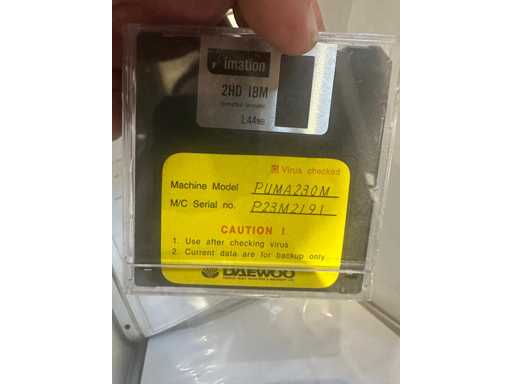 imation
2HD IBM
1.44MB
Virus checked
Machine Model PUMA230M
M/C Serial no. P23M2191
CAUTION !
1. Use after checking virus.
2. Current data are for backup only
DAEWOO